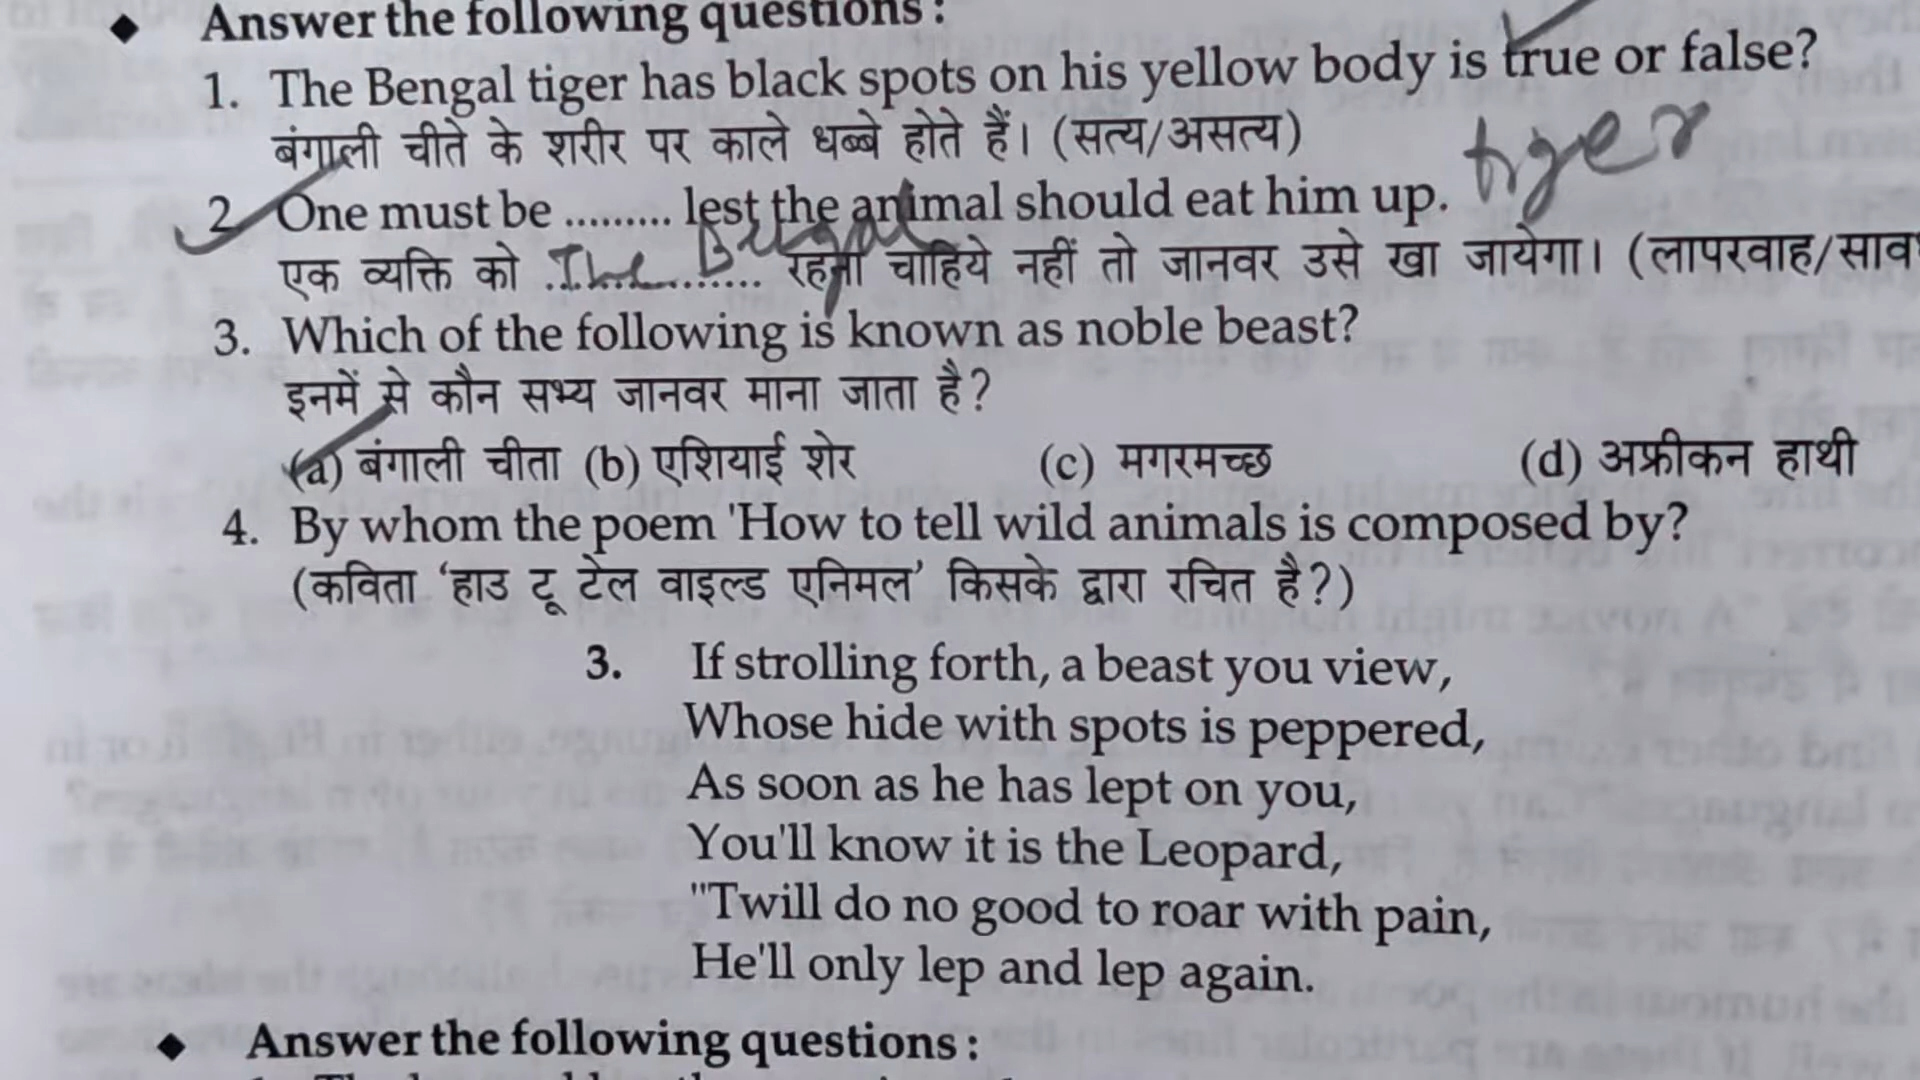 ◆ Answer the following questions :
1. The Bengal tiger has black spots on his yellow body is true or false?
बंगाली चीते के शरीर पर काले धब्बे होते हैं। (सत्य/असत्य)
tiger
2. One must be ......... lest the animal should eat him up.
The Bengal
एक व्यक्ति को ............ रहना चाहिये नहीं तो जानवर उसे खा जायेगा। (लापरवाह/साव
3. Which of the following is known as noble beast?
इनमें से कौन सभ्य जानवर माना जाता है?
(a) बंगाली चीता (b) एशियाई शेर (c) मगरमच्छ (d) अफ्रीकन हाथी
4. By whom the poem 'How to tell wild animals is composed by?
(कविता ‘हाउ टू टेल वाइल्ड एनिमल’ किसके द्वारा रचित है?)
3. If strolling forth, a beast you view,
Whose hide with spots is peppered,
As soon as he has lept on you,
You'll know it is the Leopard,
"Twill do no good to roar with pain,
He'll only lep and lep again.
◆ Answer the following questions :